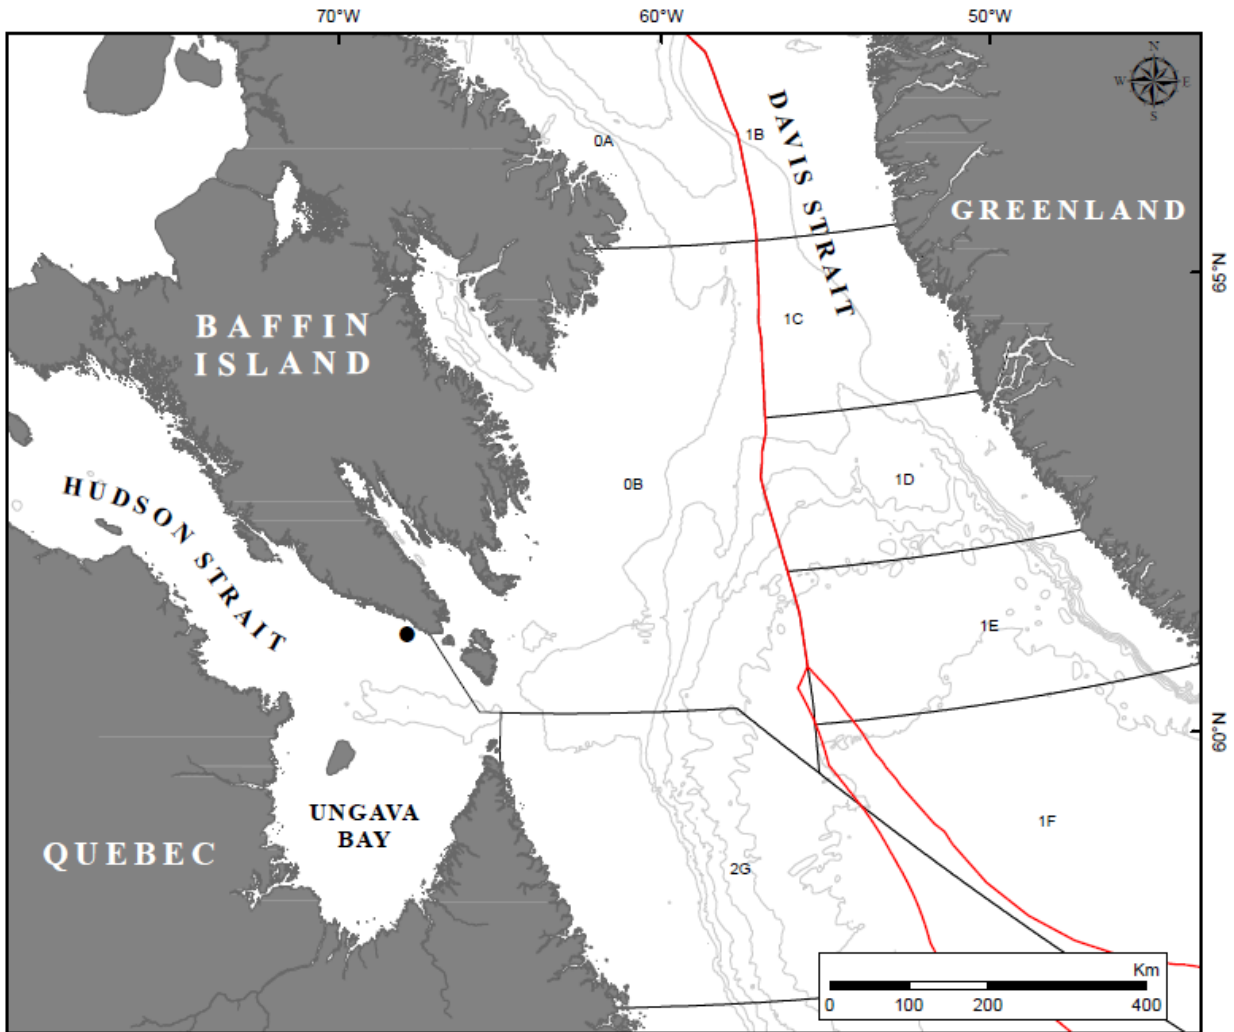 70°W 60°W 50°W
N
W E
S
0A
1B
DAVIS STRAIT
GREENLAND
65°N
BAFFIN
ISLAND
1C
HUDSON STRAIT
0B
1D
1E
60°N
UNGAVA
BAY
QUEBEC
1F
2G
Km
0 100 200 400